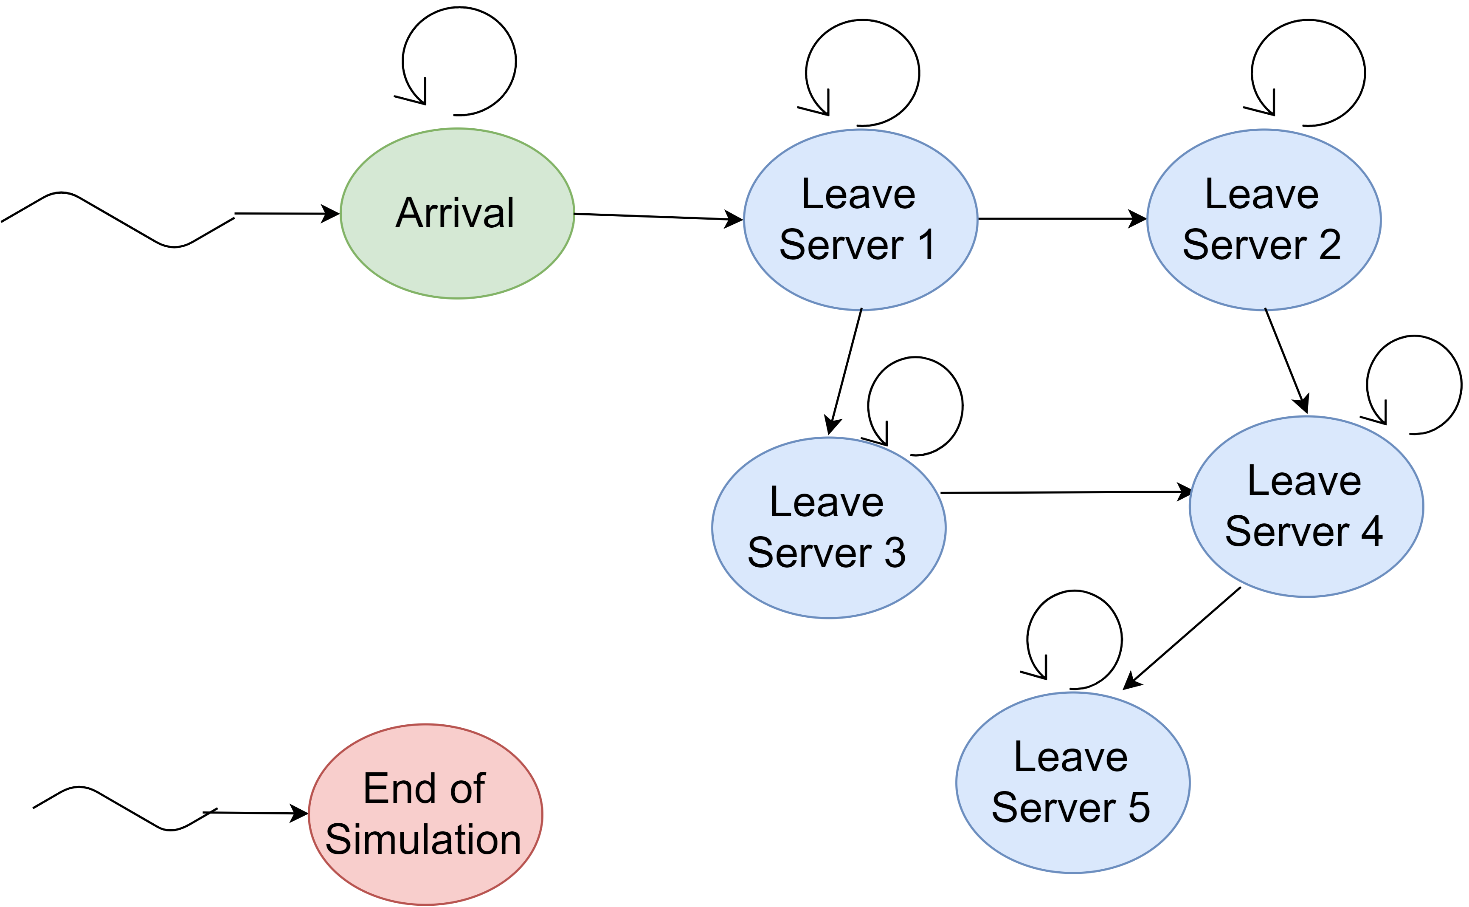 Arrival
Leave
Server 1
Leave
Server 2
Leave
Server 3
Leave
Server 4
Leave
Server 5
End of
Simulation